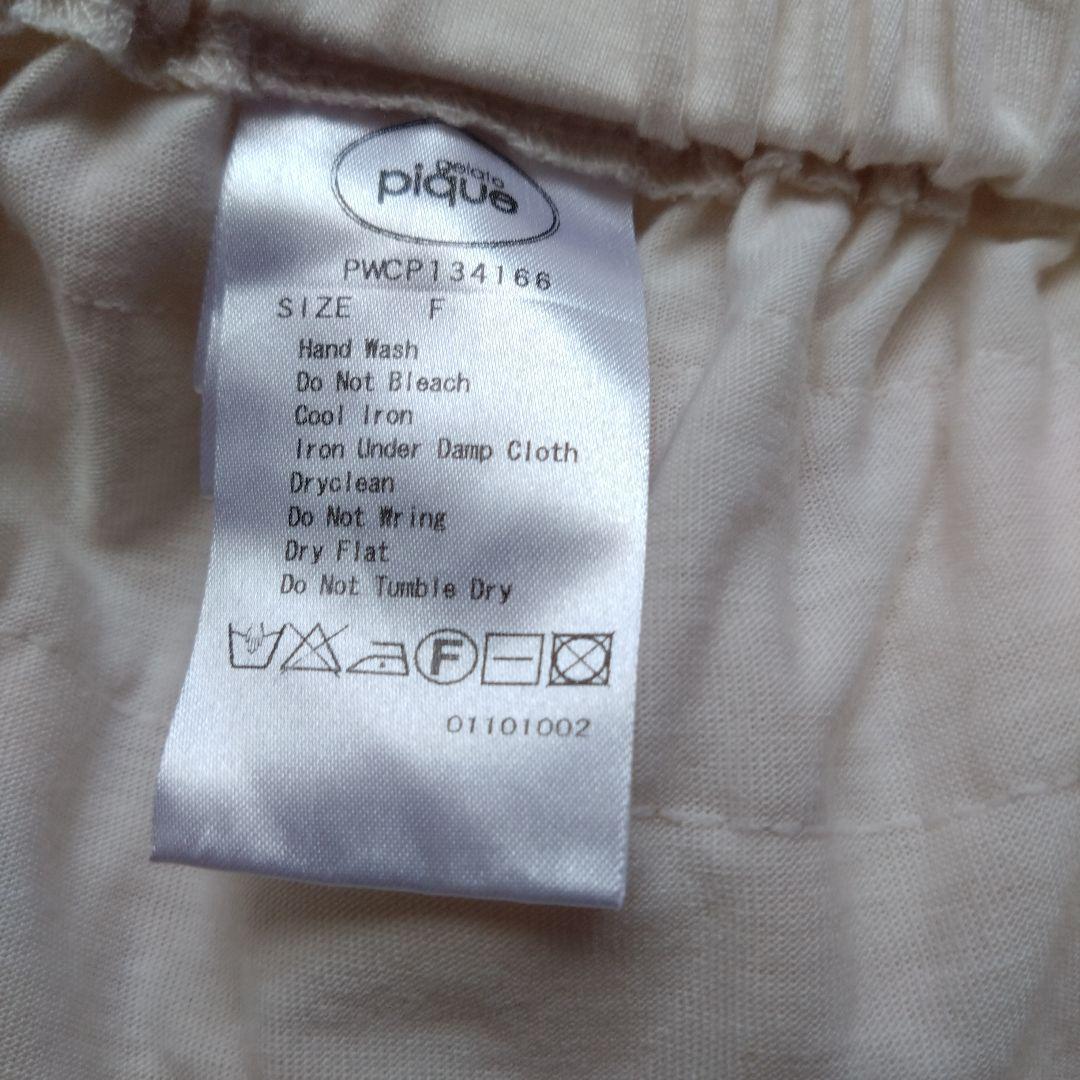 gelato
pique
PWCP134166
SIZE F
Hand Wash
Do Not Bleach
Cool Iron
Iron Under Damp Cloth
Dryclean
Do Not Wring
Dry Flat
Do Not Tumble Dry
F
01101002